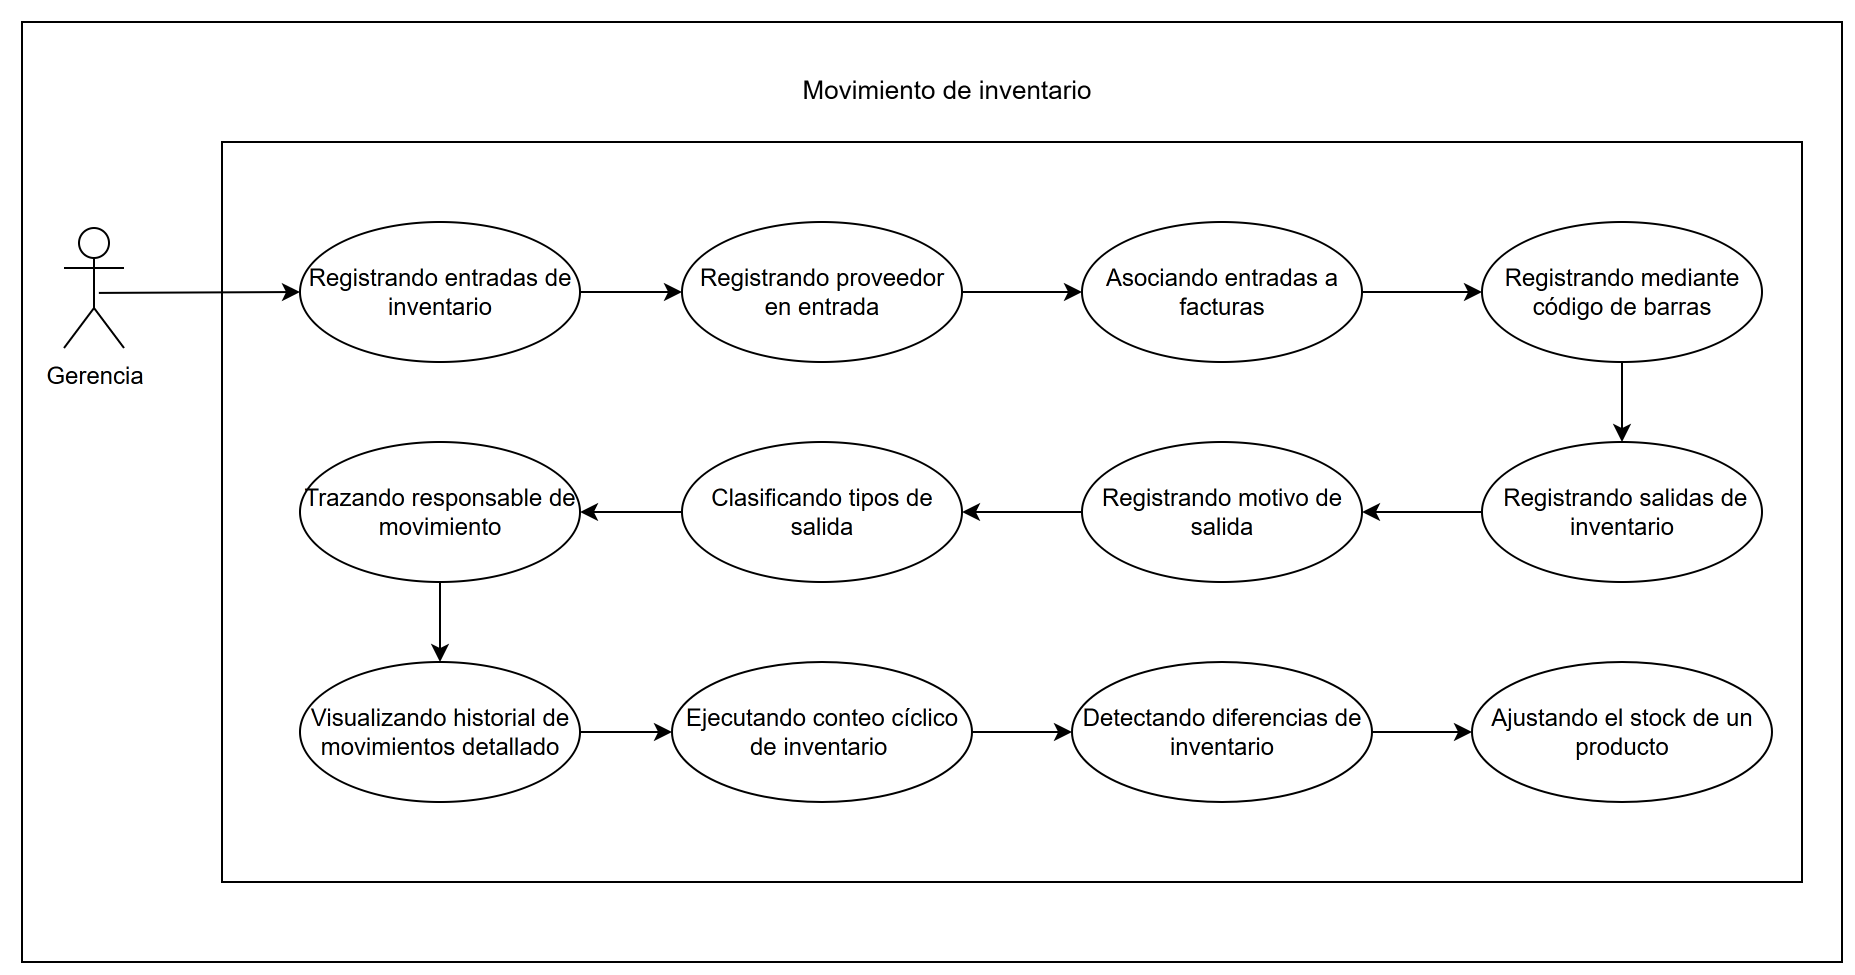 Movimiento de inventario
Gerencia
Registrando entradas de
inventario
Registrando proveedor
en entrada
Asociando entradas a
facturas
Registrando mediante
código de barras
Trazando responsable de
movimiento
Clasificando tipos de
salida
Registrando motivo de
salida
Registrando salidas de
inventario
Visualizando historial de
movimientos detallado
Ejecutando conteo cíclico
de inventario
Detectando diferencias de
inventario
Ajustando el stock de un
producto